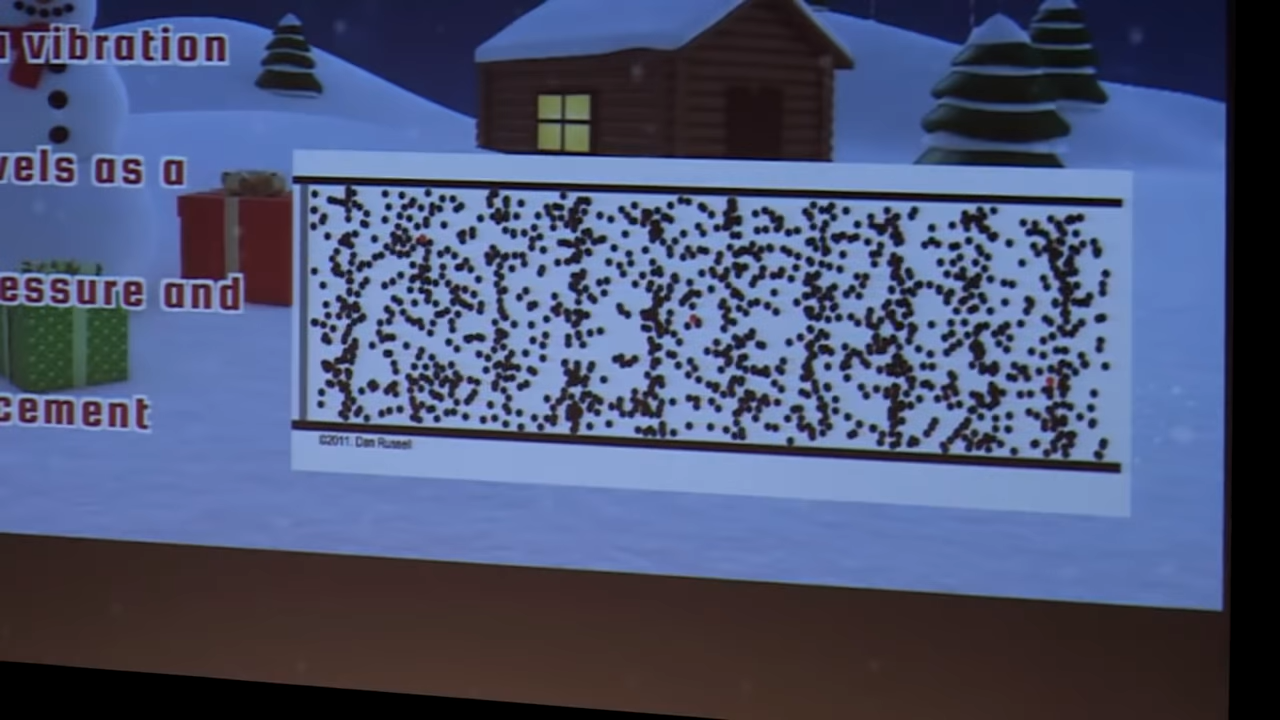 vibration
vels as a
essure and
cement
©2011. Dan Russell